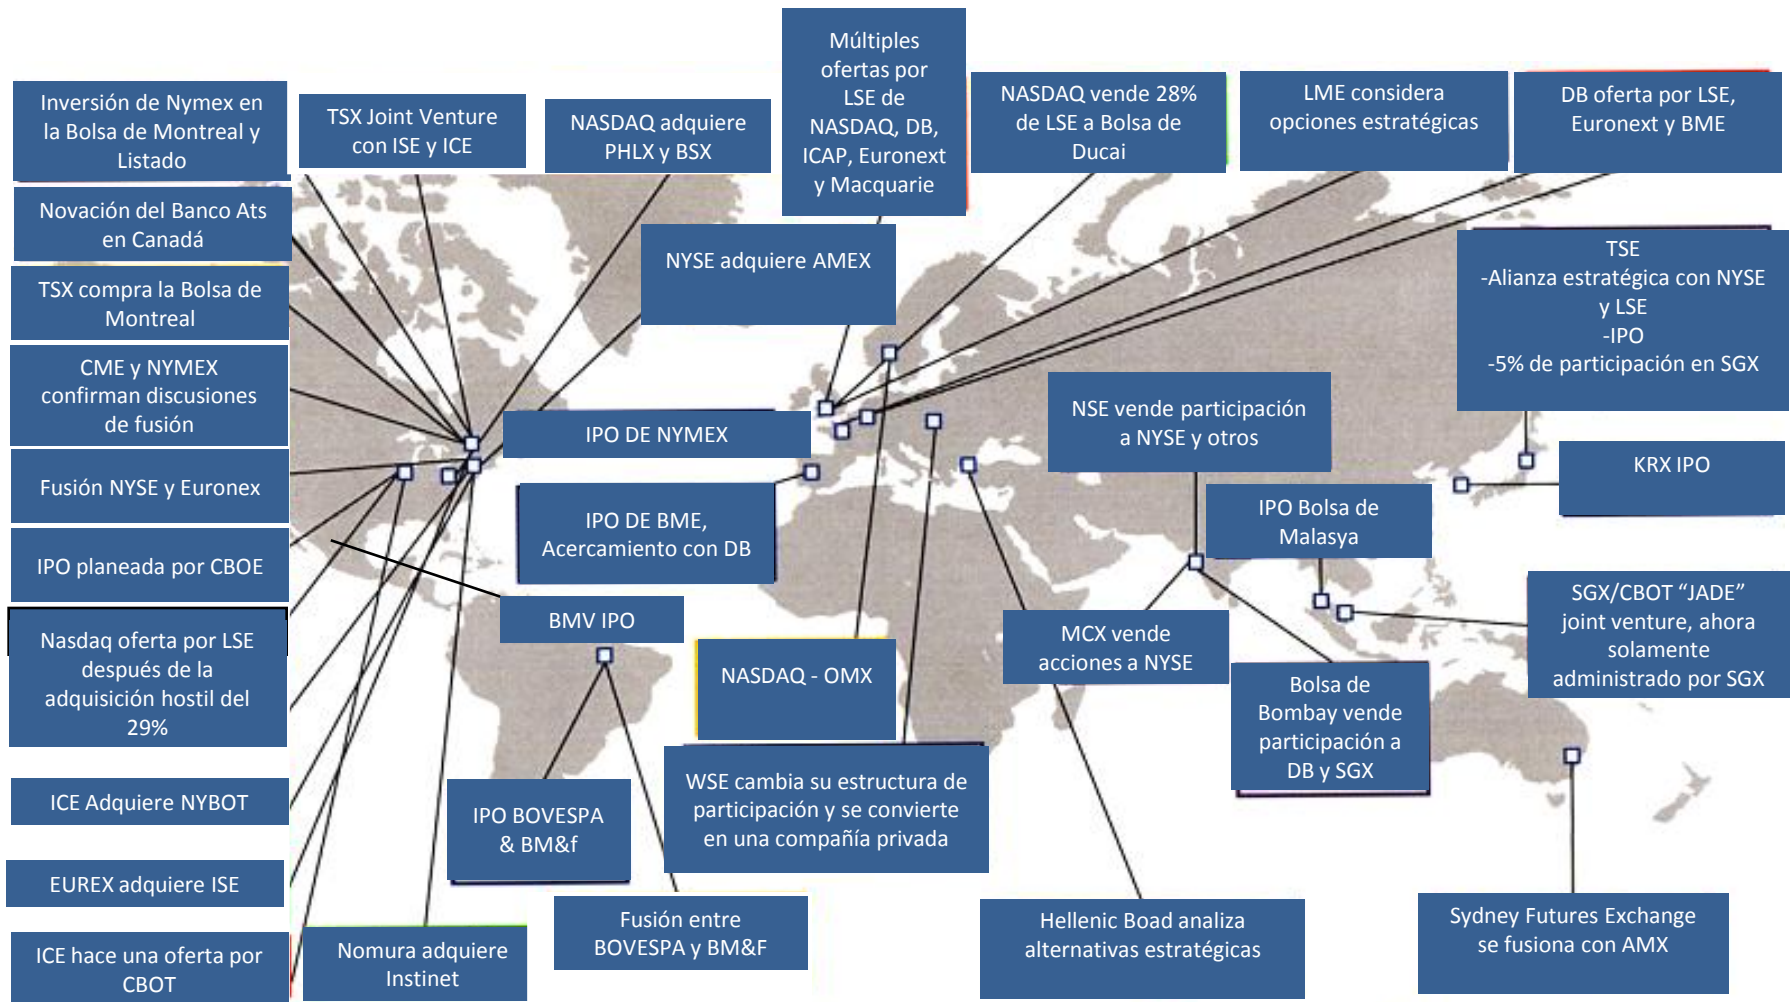 Inversión de Nymex en
la Bolsa de Montreal y
Listado
TSX Joint Venture
con ISE y ICE
NASDAQ adquiere
PHLX y BSX
Múltiples
ofertas por
LSE de
NASDAQ, DB,
ICAP, Euronext
y Macquarie
NASDAQ vende 28%
de LSE a Bolsa de
Ducai
LME considera
opciones estratégicas
DB oferta por LSE,
Euronext y BME
Novación del Banco Ats
en Canadá
NYSE adquiere AMEX
TSE
-Alianza estratégica con NYSE
y LSE
-IPO
-5% de participación en SGX
TSX compra la Bolsa de
Montreal
CME y NYMEX
confirman discusiones
de fusión
IPO DE NYMEX
NSE vende participación
a NYSE y otros
KRX IPO
Fusión NYSE y Euronex
IPO DE BME,
Acercamiento con DB
IPO Bolsa de
Malasya
IPO planeada por CBOE
BMV IPO
MCX vende
acciones a NYSE
SGX/CBOT “JADE”
joint venture, ahora
solamente
administrado por SGX
Nasdaq oferta por LSE
después de la
adquisición hostil del
29%
NASDAQ - OMX
Bolsa de
Bombay vende
participación a
DB y SGX
ICE Adquiere NYBOT
IPO BOVESPA
& BM&f
WSE cambia su estructura de
participación y se convierte
en una compañía privada
EUREX adquiere ISE
Fusión entre
BOVESPA y BM&F
Hellenic Boad analiza
alternativas estratégicas
Sydney Futures Exchange
se fusiona con AMX
ICE hace una oferta por
CBOT
Nomura adquiere
Instinet